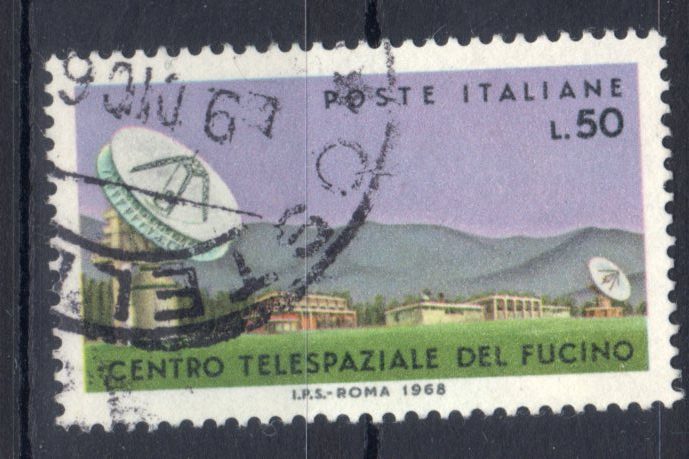 POSTE ITALIANE
L.50
CENTRO TELESPAZIALE DEL FUCINO
I.P.S.-ROMA 1968